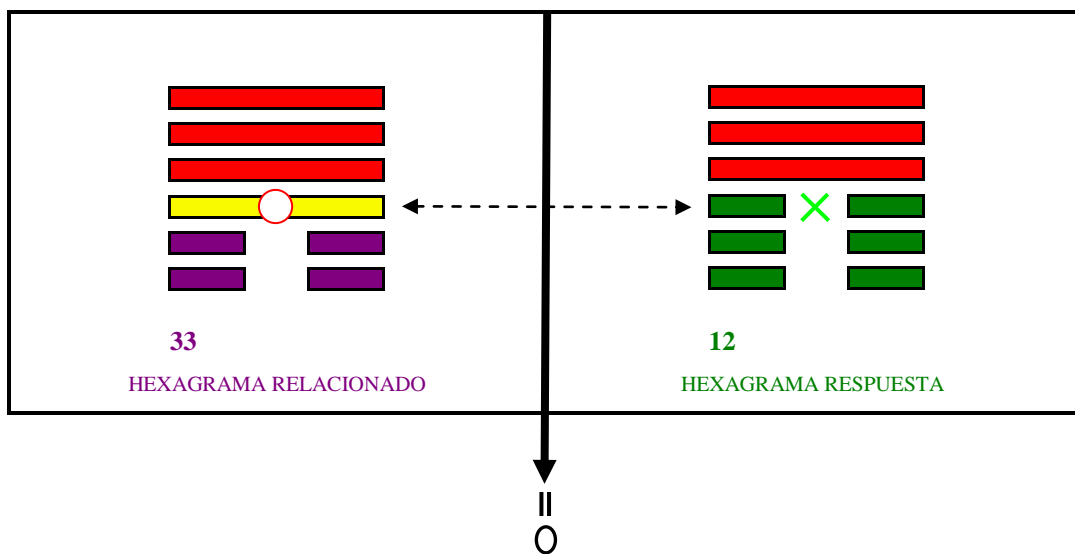 33
HEXAGRAMA RELACIONADO
12
HEXAGRAMA RESPUESTA
=
O